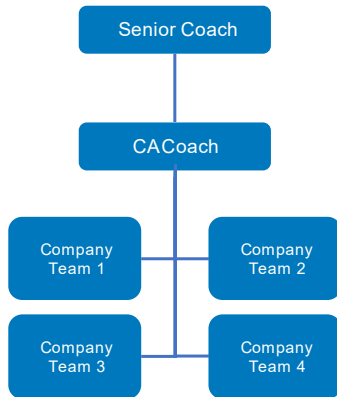 Senior Coach
CACoach
Company
Team 1
Company
Team 2
Company
Team 3
Company
Team 4